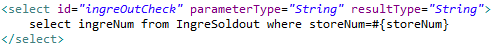 <select id="ingreOutCheck" parameterType="String" resultType="String">
select ingreNum from IngreSoldout where storeNum=#{storeNum}
</select>